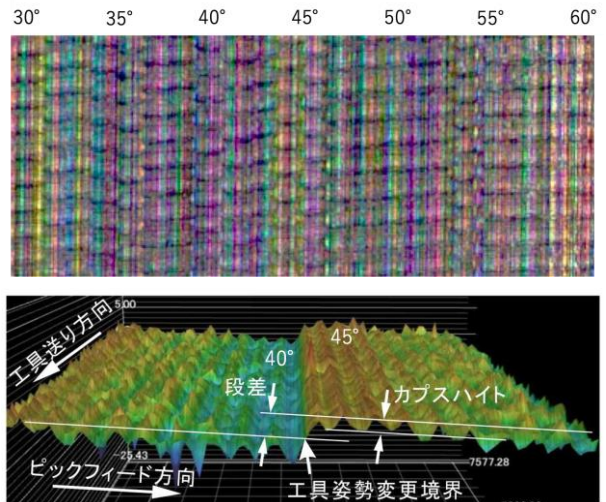 30° 35° 40° 45° 50° 55° 60°
5.00
工具送り方向
45°
40°
段差
カプスハイト
-25.43
7577.28
ピックフィード方向
工具姿勢変更境界